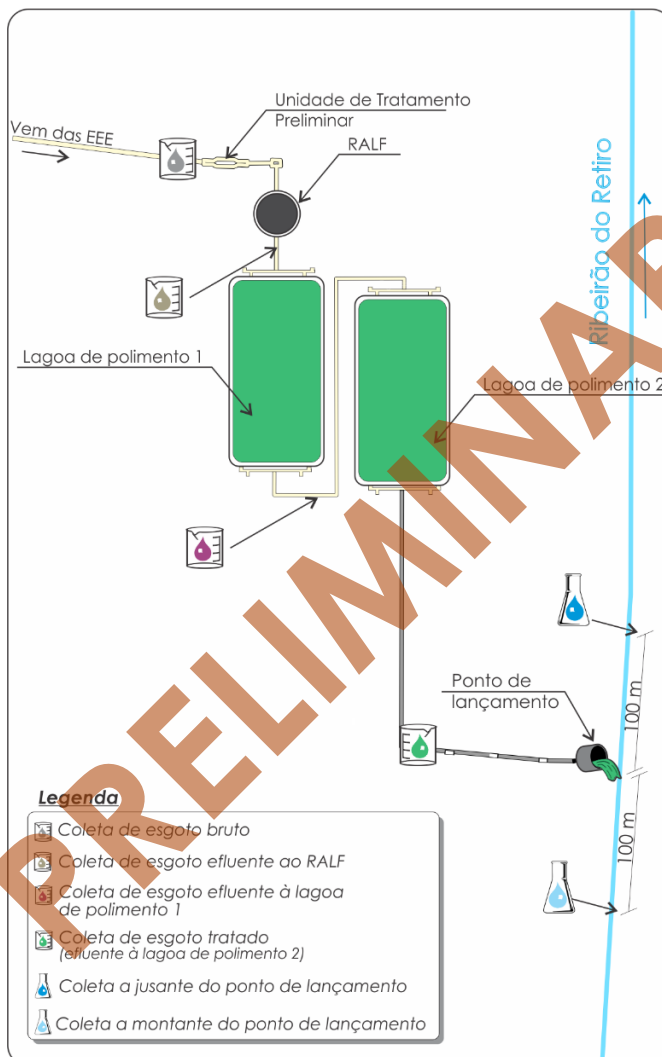 Unidade de Tratamento
Preliminar
Vem das EEE
RALF
Ribeirão do Retiro
Lagoa de polimento 1
Lagoa de polimento 2
Ponto de
lançamento
100 m
100 m
Legenda
Coleta de esgoto bruto
Coleta de esgoto efluente ao RALF
Coleta de esgoto efluente à lagoa
de polimento 1
Coleta de esgoto tratado
(efluente à lagoa de polimento 2)
Coleta a jusante do ponto de lançamento
Coleta a montante do ponto de lançamento
PRELIMINAR